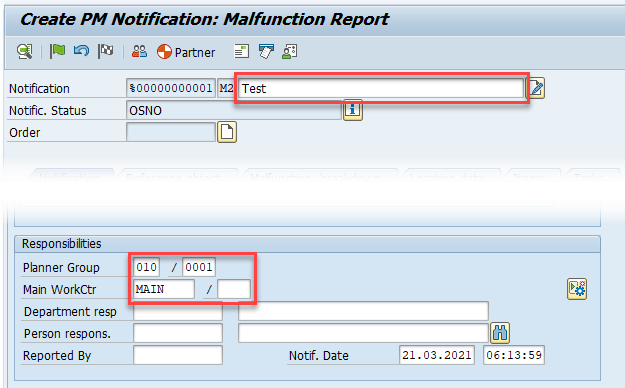 Create PM Notification: Malfunction Report
Partner
Notification %00000000001 M2 Test
Notific. Status OSNO
Order
Responsibilities
Planner Group 010 / 0001
Main WorkCtr MAIN /
Department resp
Person respons.
Reported By Notif. Date 21.03.2021 06:13:59